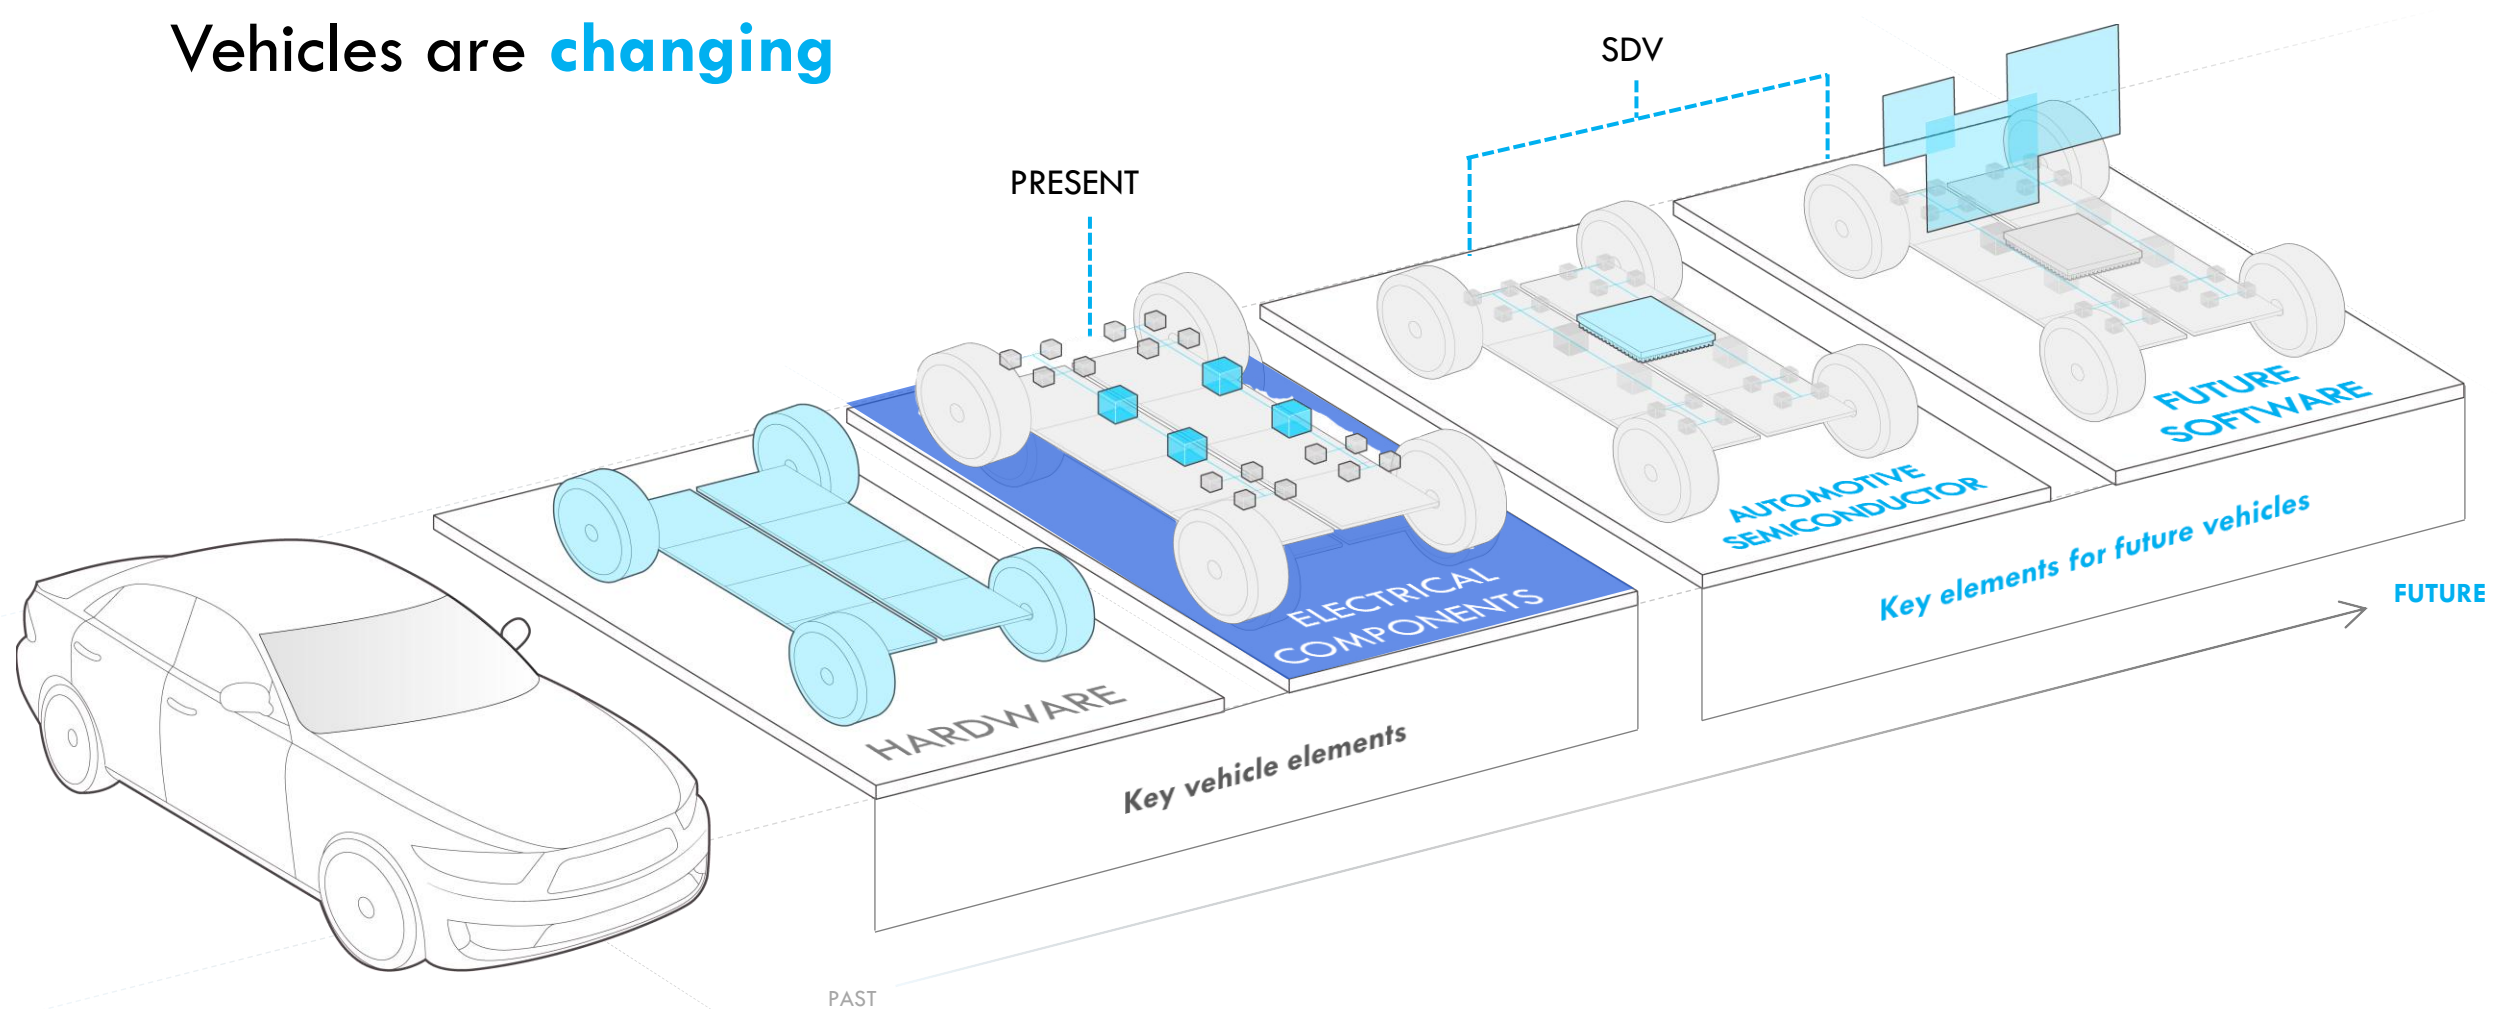 Vehicles are changing
SDV
PRESENT
FUTURE
SOFTWARE
AUTOMOTIVE
SEMICONDUCTOR
Key elements for future vehicles
FUTURE
ELECTRICAL
COMPONENTS
HARDWARE
Key vehicle elements
PAST